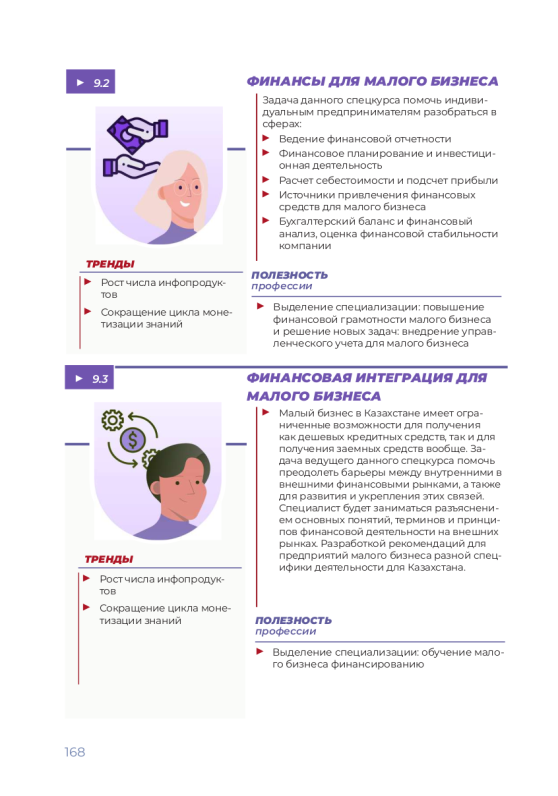 9.2
ФИНАНСЫ ДЛЯ МАЛОГО БИЗНЕСА
Задача данного спецкурса помочь индиви-
дуальным предпринимателям разобраться в
сферах:
Ведение финансовой отчетности
Финансовое планирование и инвестици-
онная деятельность
Расчет себестоимости и подсчет прибыли
Источники привлечения финансовых
средств для малого бизнеса
Бухгалтерский баланс и финансовый
анализ, оценка финансовой стабильности
компании
ТРЕНДЫ
Рост числа инфопродук-
тов
Сокращение цикла моне-
тизации знаний
ПОЛЕЗНОСТЬ
профессии
Выделение специализации: повышение
финансовой грамотности малого бизнеса
и решение новых задач: внедрение управ-
ленческого учета для малого бизнеса
9.3
ФИНАНСОВАЯ ИНТЕГРАЦИЯ ДЛЯ
МАЛОГО БИЗНЕСА
Малый бизнес в Казахстане имеет огра-
ниченные возможности для получения
как дешевых кредитных средств, так и для
получения заемных средств вообще. За-
дача ведущего данного спецкурса помочь
преодолеть барьеры между внутренними в
внешними финансовыми рынками, а также
для развития и укрепления этих связей.
Специалист будет заниматься разъяснени-
ем основных понятий, терминов и принци-
пов финансовой деятельности на внешних
рынках. Разработкой рекомендаций для
предприятий малого бизнеса разной спец-
ифики деятельности для Казахстана.
ТРЕНДЫ
Рост числа инфопродук-
тов
Сокращение цикла моне-
тизации знаний
ПОЛЕЗНОСТЬ
профессии
Выделение специализации: обучение мало-
го бизнеса финансированию
168